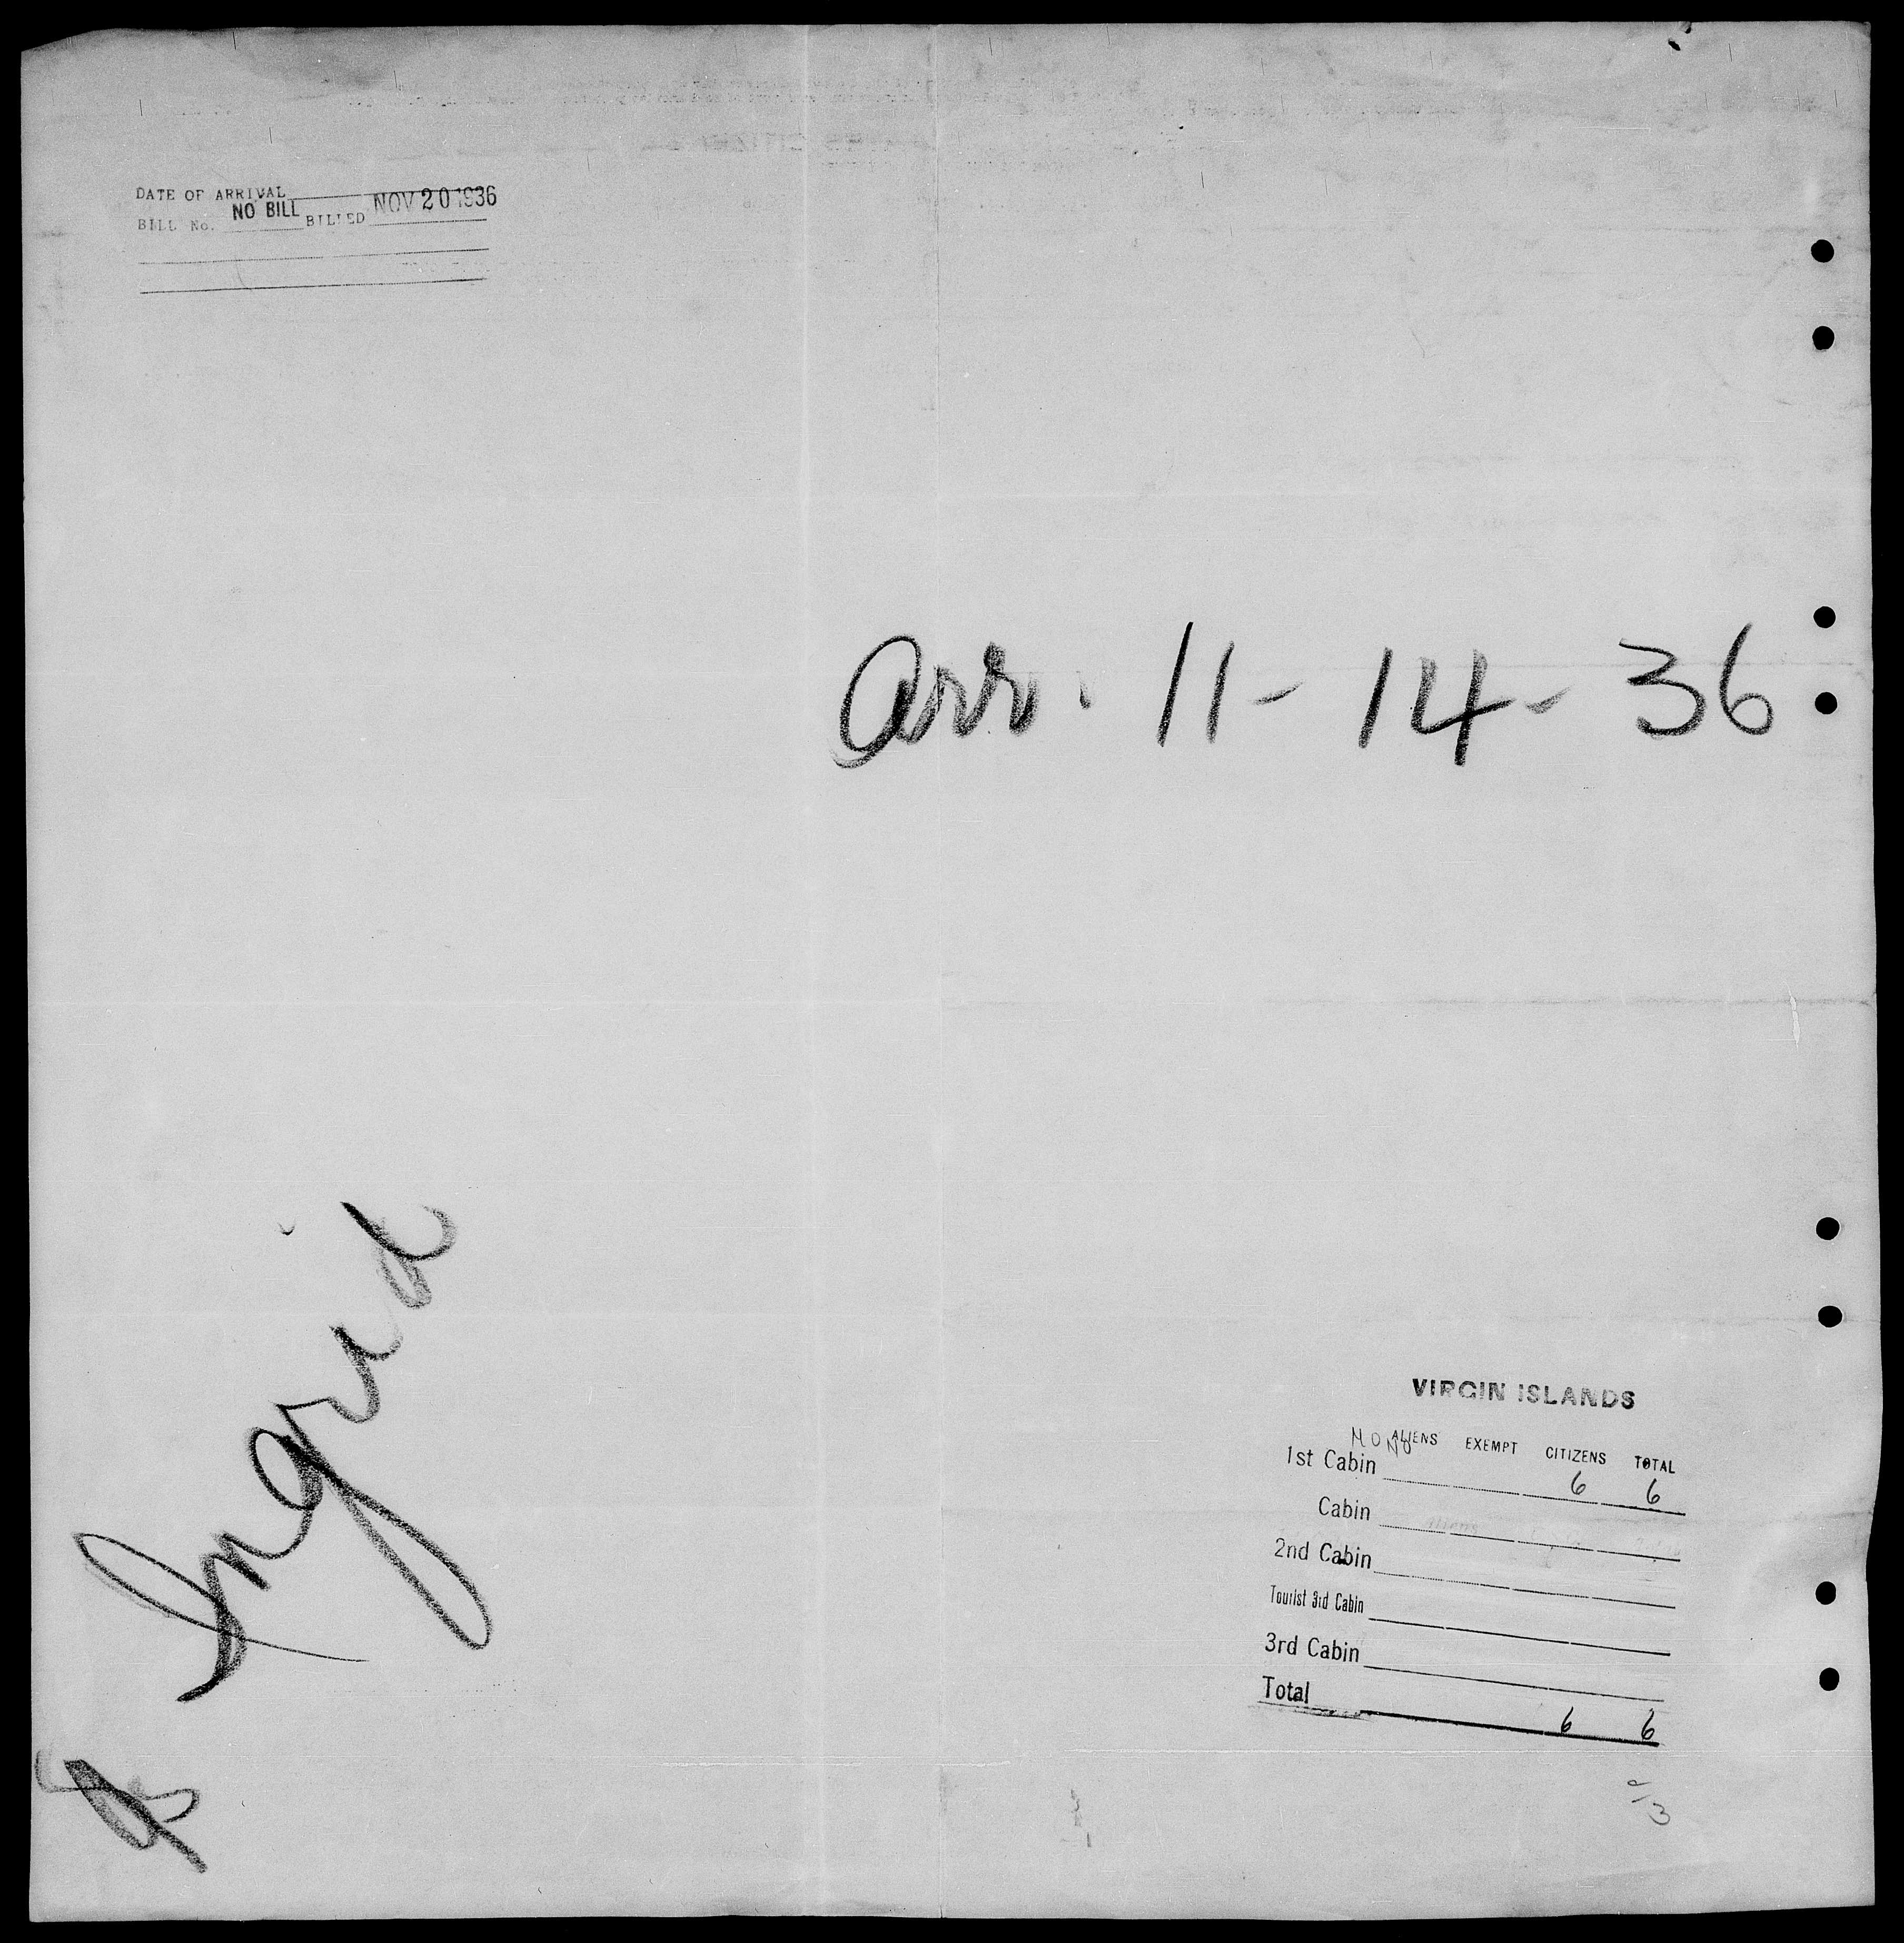 DATE OF ARRIVAL
BILL No. NO BILL BILLED NOV 20 1936
arr. 11-14-36
Ingrid
VIRGIN ISLANDS
ALIENS EXEMPT CITIZENS TOTAL
1st Cabin 6 6
Cabin
2nd Cabin
Tourist 3rd Cabin
3rd Cabin
Total 6 6